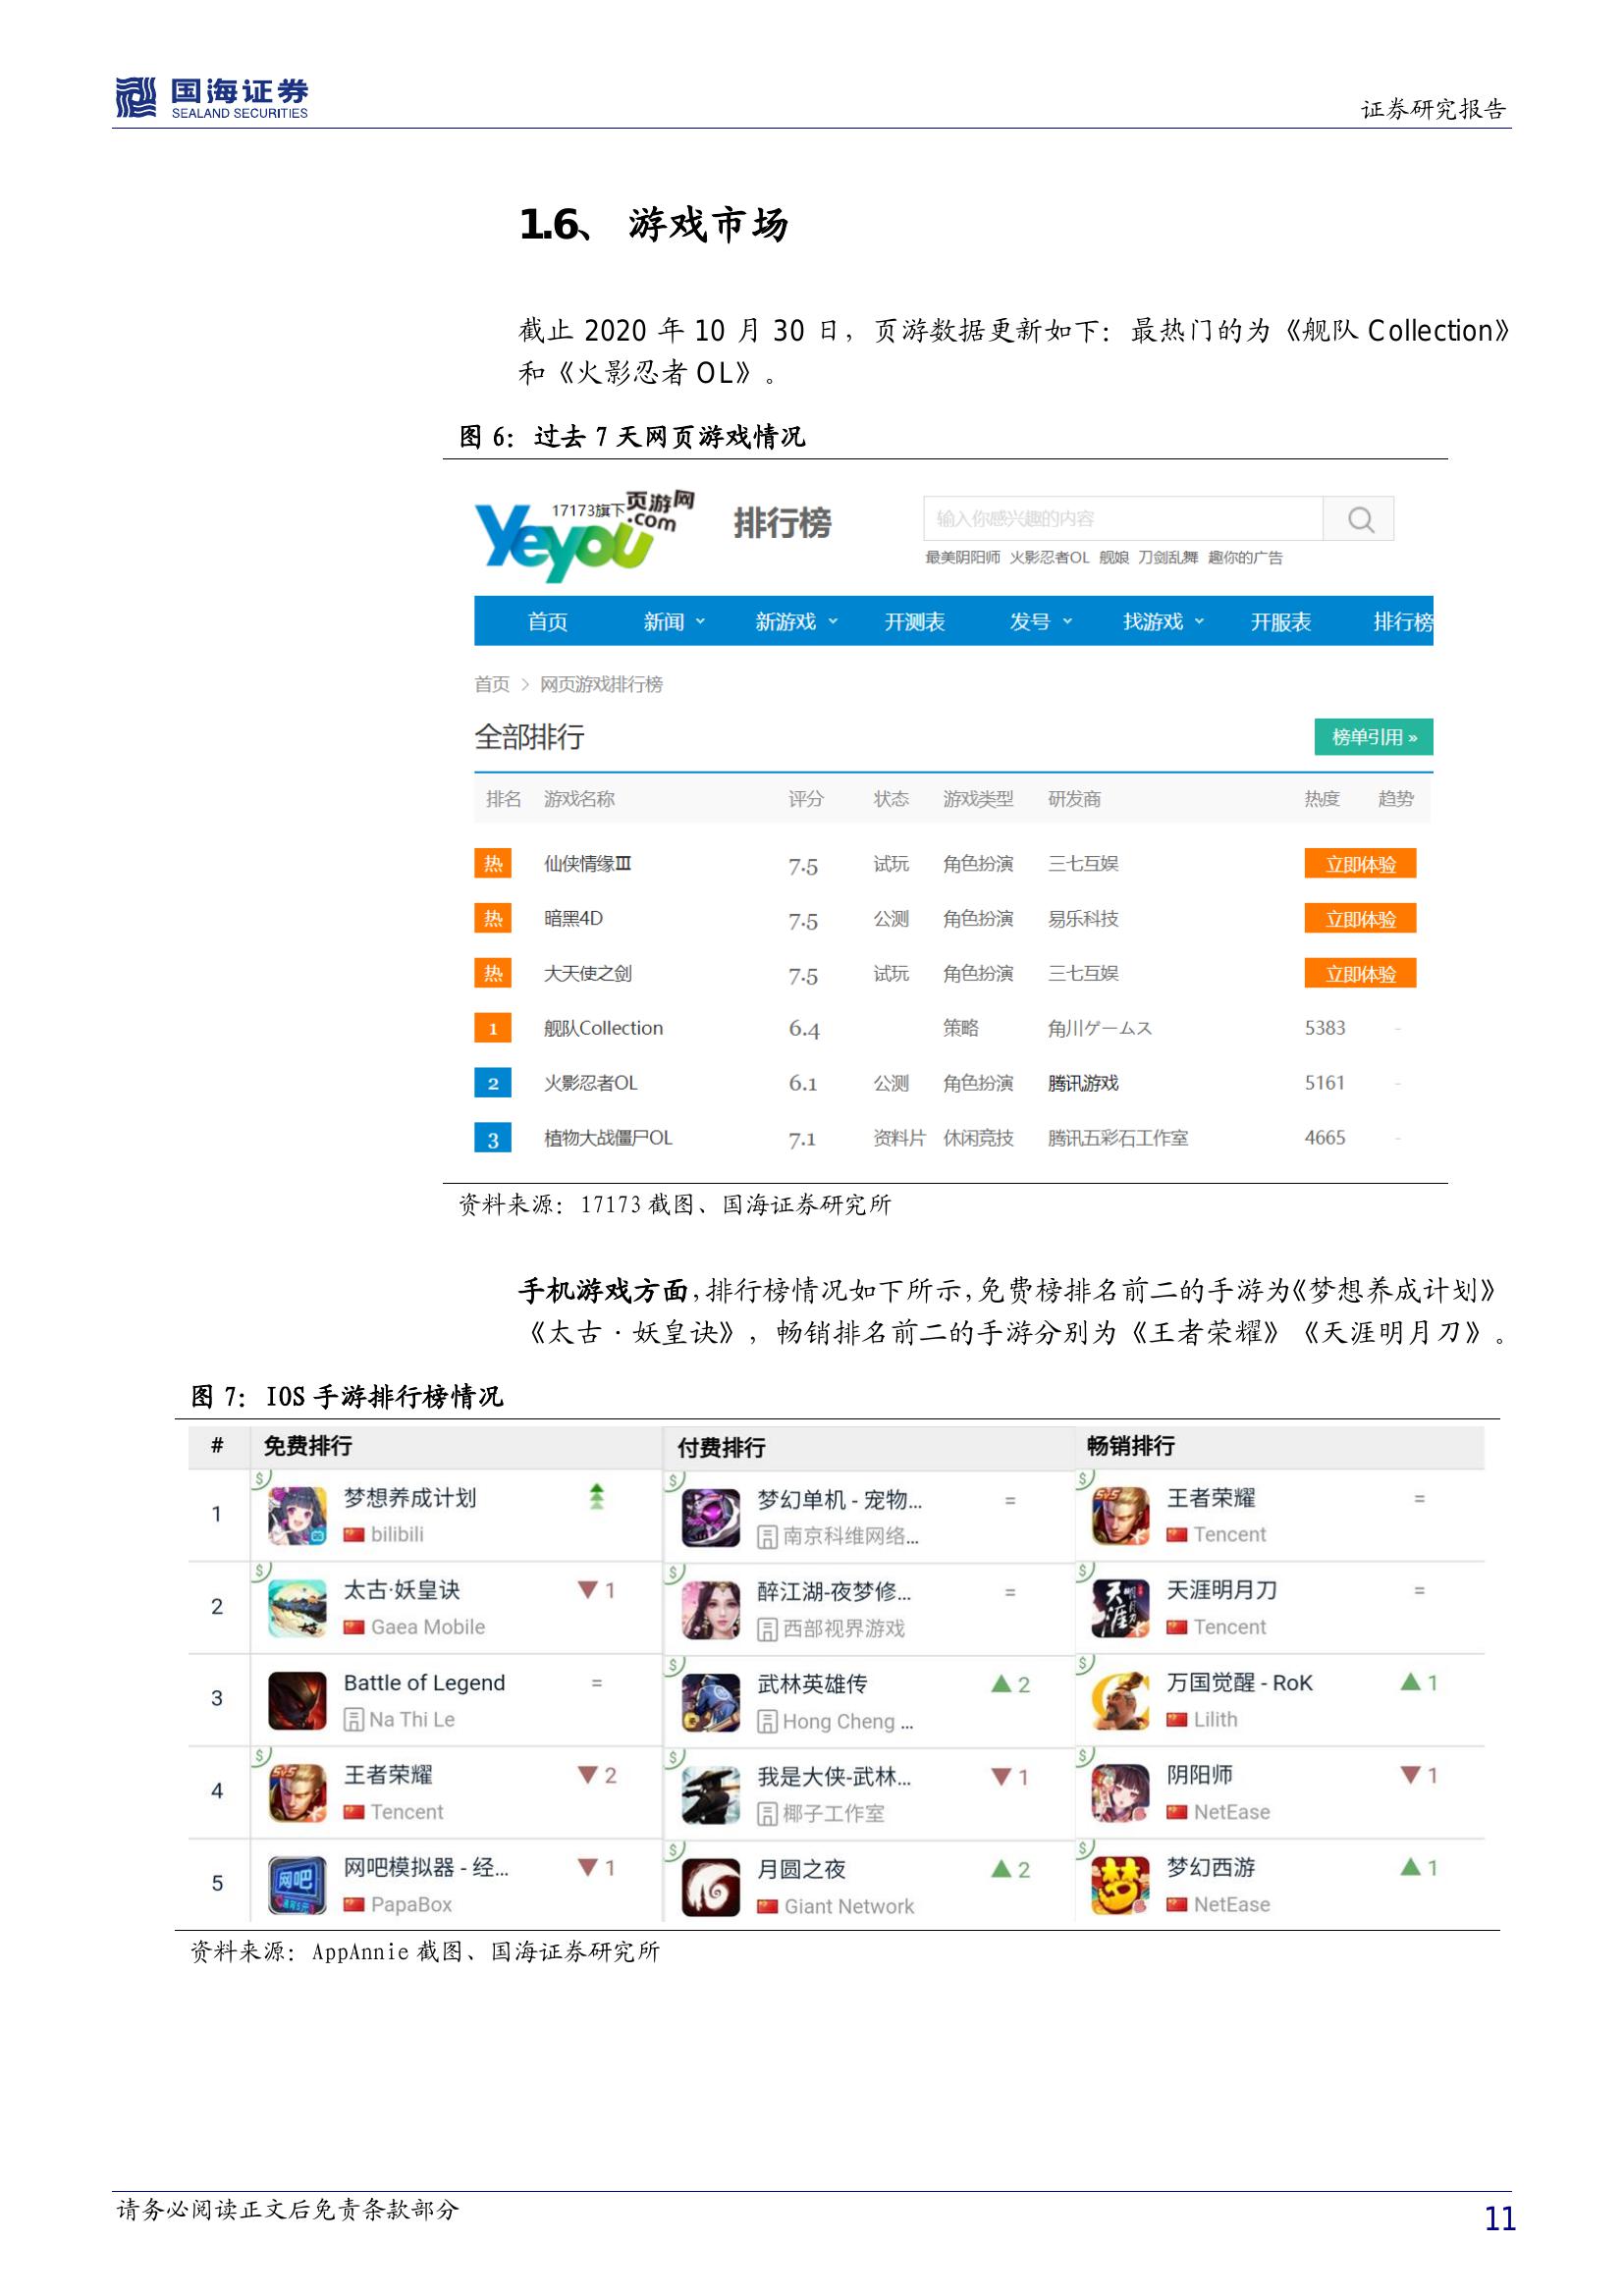 国海证券
SEALAND SECURITIES
证券研究报告
1.6、 游戏市场
截止 2020 年 10 月 30 日，页游数据更新如下：最热门的为《舰队 Collection》
和《火影忍者 OL》。
图 6：过去 7 天网页游戏情况
Yeyou 17173旗下 页游网 .com 排行榜 输入你感兴趣的内容
最美阴阳师 火影忍者OL 舰娘 刀剑乱舞 趣你的广告
首页 新闻 新游戏 开测表 发号 找游戏 开服表 排行榜
首页 > 网页游戏排行榜
全部排行 榜单引用 »
排名 游戏名称 评分 状态 游戏类型 研发商 热度 趋势
热 仙侠情缘Ⅲ 7.5 试玩 角色扮演 三七互娱 立即体验
热 暗黑4D 7.5 公测 角色扮演 易乐科技 立即体验
热 大天使之剑 7.5 试玩 角色扮演 三七互娱 立即体验
1 舰队Collection 6.4 策略 角川ゲームス 5383 -
2 火影忍者OL 6.1 公测 角色扮演 腾讯游戏 5161 -
3 植物大战僵尸OL 7.1 资料片 休闲竞技 腾讯五彩石工作室 4665 -
资料来源：17173 截图、国海证券研究所
手机游戏方面，排行榜情况如下所示，免费榜排名前二的手游为《梦想养成计划》
《太古·妖皇诀》，畅销排名前二的手游分别为《王者荣耀》《天涯明月刀》。
图 7：IOS 手游排行榜情况
# 免费排行 付费排行 畅销排行
1 $ 梦想养成计划 $ 梦幻单机 - 宠物... = $ 王者荣耀 =
bilibili 南京科维网络... Tencent
2 $ 太古·妖皇诀 ▼ 1 $ 醉江湖-夜梦修... = $ 天涯明月刀 =
Gaea Mobile 西部视界游戏 Tencent
3 Battle of Legend = $ 武林英雄传 ▲ 2 $ 万国觉醒 - RoK ▲ 1
Na Thi Le Hong Cheng ... Lilith
4 $ 王者荣耀 ▼ 2 $ 我是大侠-武林... ▼ 1 $ 阴阳师 ▼ 1
Tencent 椰子工作室 NetEase
5 网吧模拟器 - 经... ▼ 1 $ 月圆之夜 ▲ 2 $ 梦幻西游 ▲ 1
PapaBox Giant Network NetEase
资料来源：AppAnnie 截图、国海证券研究所
请务必阅读正文后免责条款部分
11